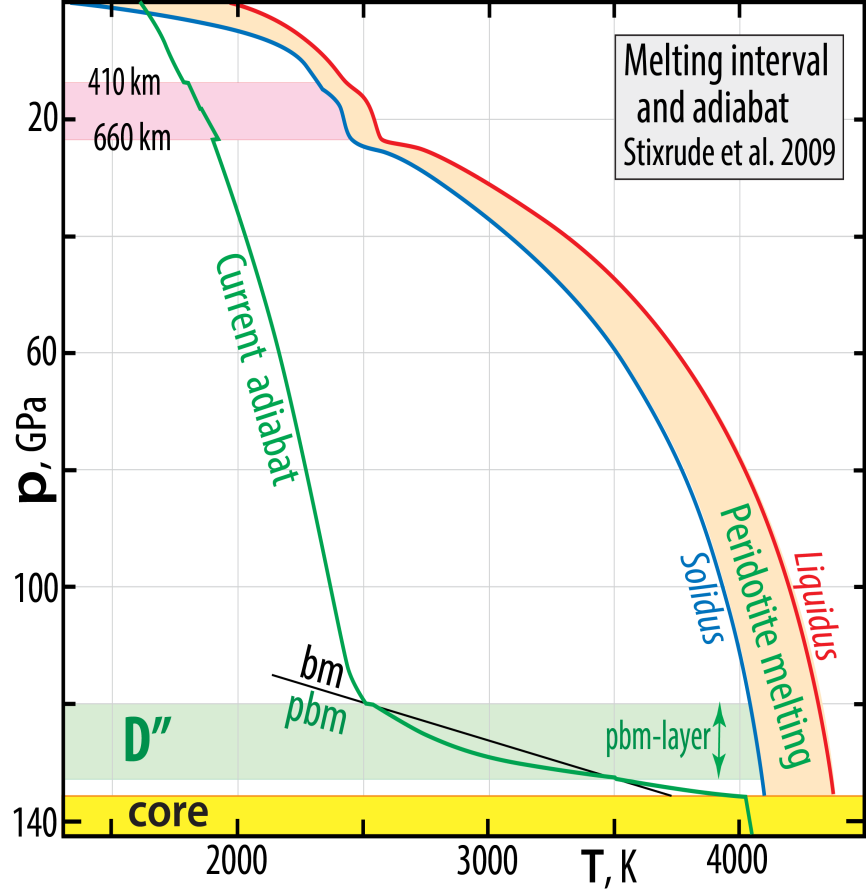 Melting interval
and adiabat
Stixrude et al. 2009
410 km
20
660 km
Current adiabat
60
p, GPa
Peridotite melting
Solidus
Liquidus
100
bm
pbm
D″
pbm-layer
core
140
2000
3000
T, K
4000